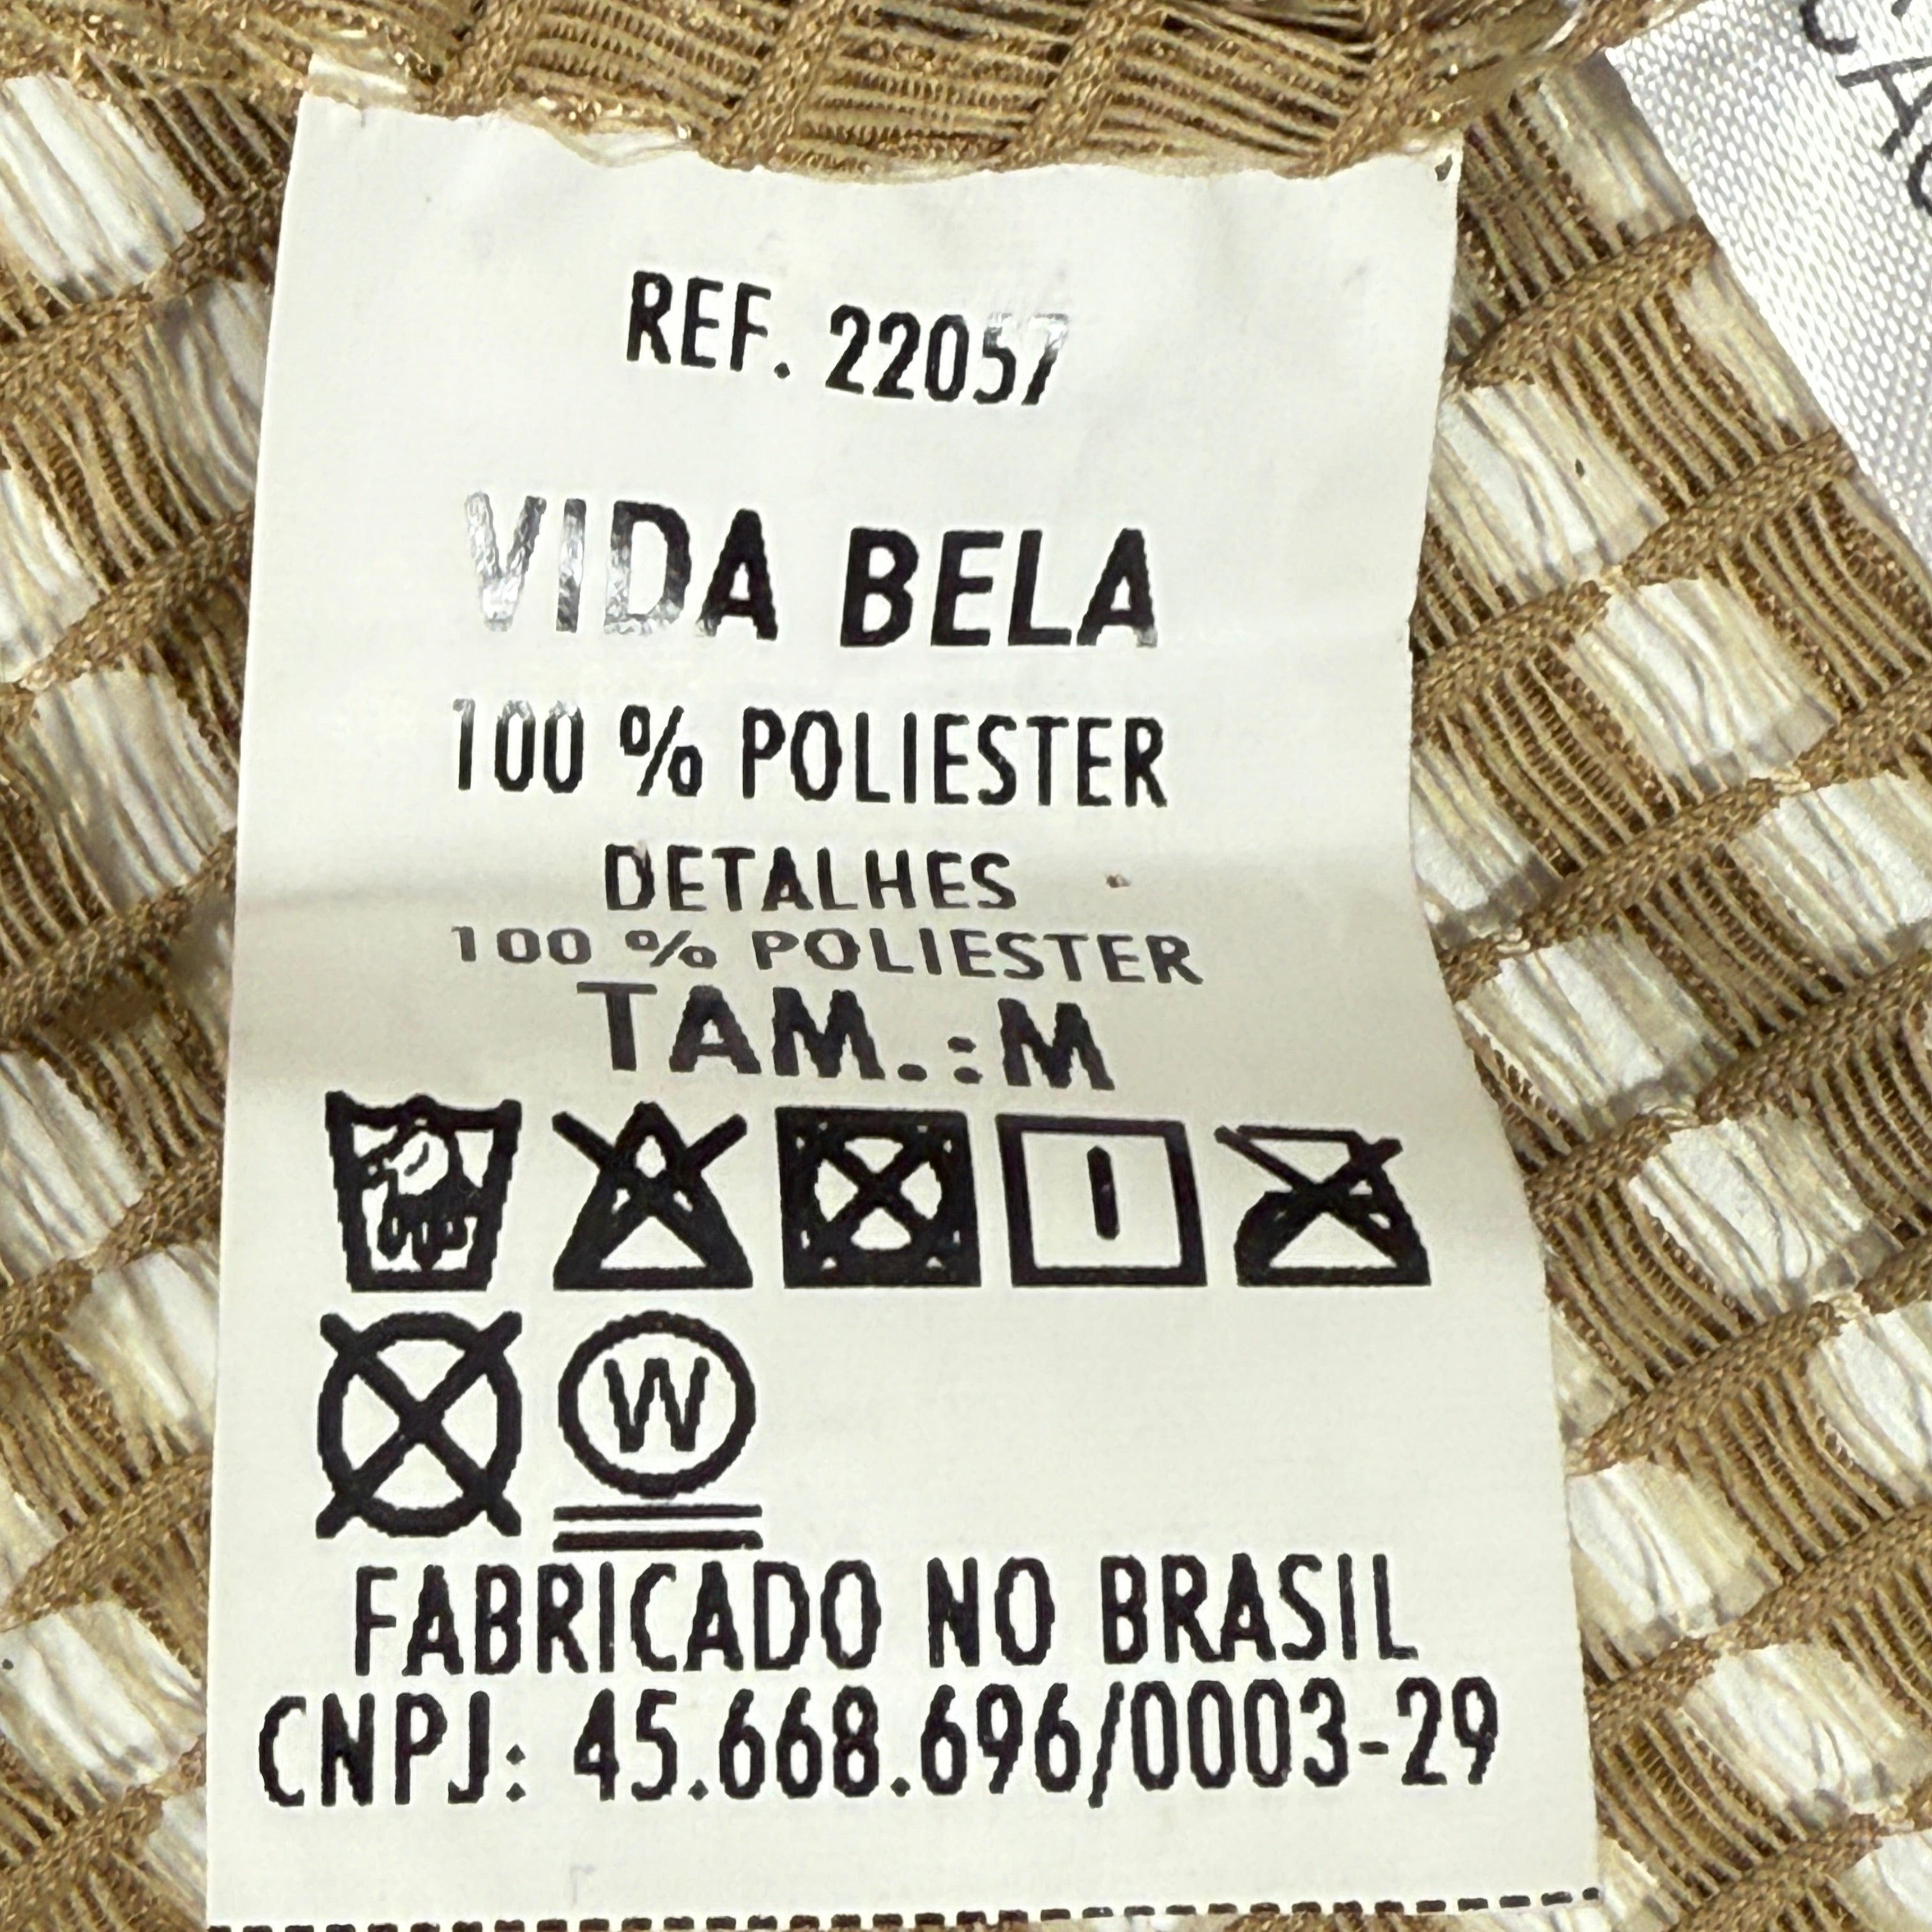 REF. 22057
VIDA BELA
100 % POLIESTER
DETALHES
100 % POLIESTER
TAM.:M
W
FABRICADO NO BRASIL
CNPJ: 45.668.696/0003-29